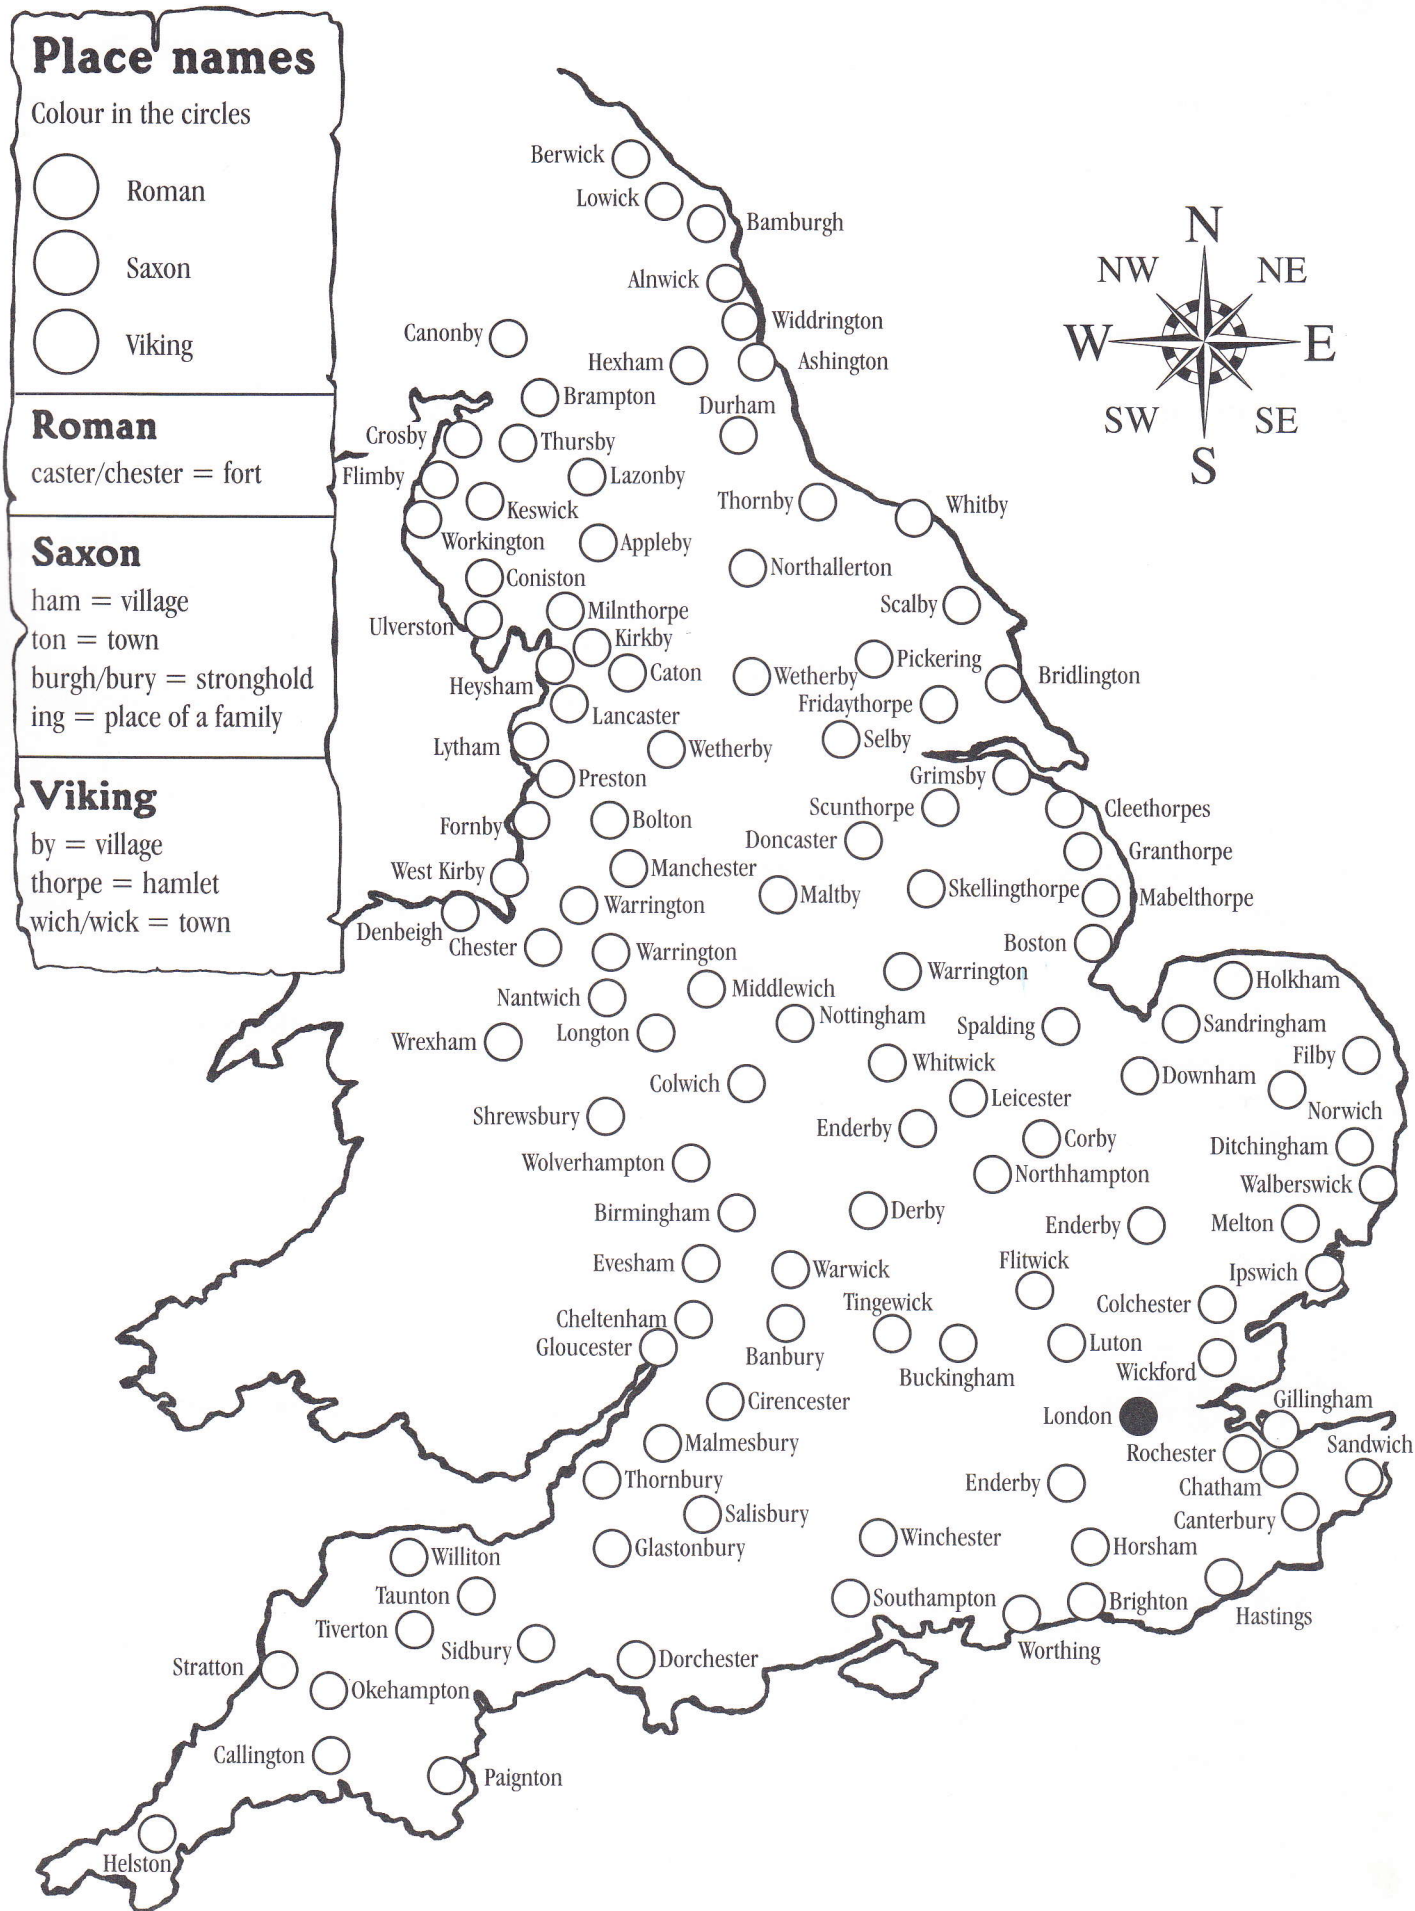 Place names
Colour in the circles
Roman
Saxon
Viking
Roman
caster/chester = fort
Saxon
ham = village
ton = town
burgh/bury = stronghold
ing = place of a family
Viking
by = village
thorpe = hamlet
wich/wick = town
N
NW NE
W E
SW SE
S
Berwick
Lowick
Bamburgh
Alnwick
Widdrington
Canonby
Hexham
Ashington
Brampton
Durham
Crosby
Thursby
Flimby
Lazonby
Keswick
Thornby
Whitby
Workington
Appleby
Northallerton
Coniston
Scalby
Milnthorpe
Ulverston
Kirkby
Pickering
Caton
Wetherby
Bridlington
Heysham
Fridaythorpe
Lancaster
Selby
Lytham
Wetherby
Grimsby
Preston
Scunthorpe
Cleethorpes
Fornby
Bolton
Doncaster
Granthorpe
West Kirby
Manchester
Maltby
Skellingthorpe
Mabelthorpe
Warrington
Denbeigh
Chester
Boston
Warrington
Warrington
Holkham
Middlewich
Nantwich
Nottingham
Longton
Spalding
Sandringham
Wrexham
Filby
Whitwick
Downham
Colwich
Leicester
Norwich
Shrewsbury
Enderby
Corby
Ditchingham
Wolverhampton
Northhampton
Walberswick
Birmingham
Derby
Enderby
Melton
Evesham
Warwick
Flitwick
Ipswich
Tingewick
Colchester
Cheltenham
Gloucester
Banbury
Luton
Buckingham
Wickford
Cirencester
Gillingham
London
Malmesbury
Rochester
Sandwich
Thornbury
Enderby
Chatham
Salisbury
Canterbury
Winchester
Glastonbury
Horsham
Williton
Taunton
Southampton
Brighton
Hastings
Tiverton
Sidbury
Worthing
Stratton
Dorchester
Okehampton
Callington
Paignton
Helston